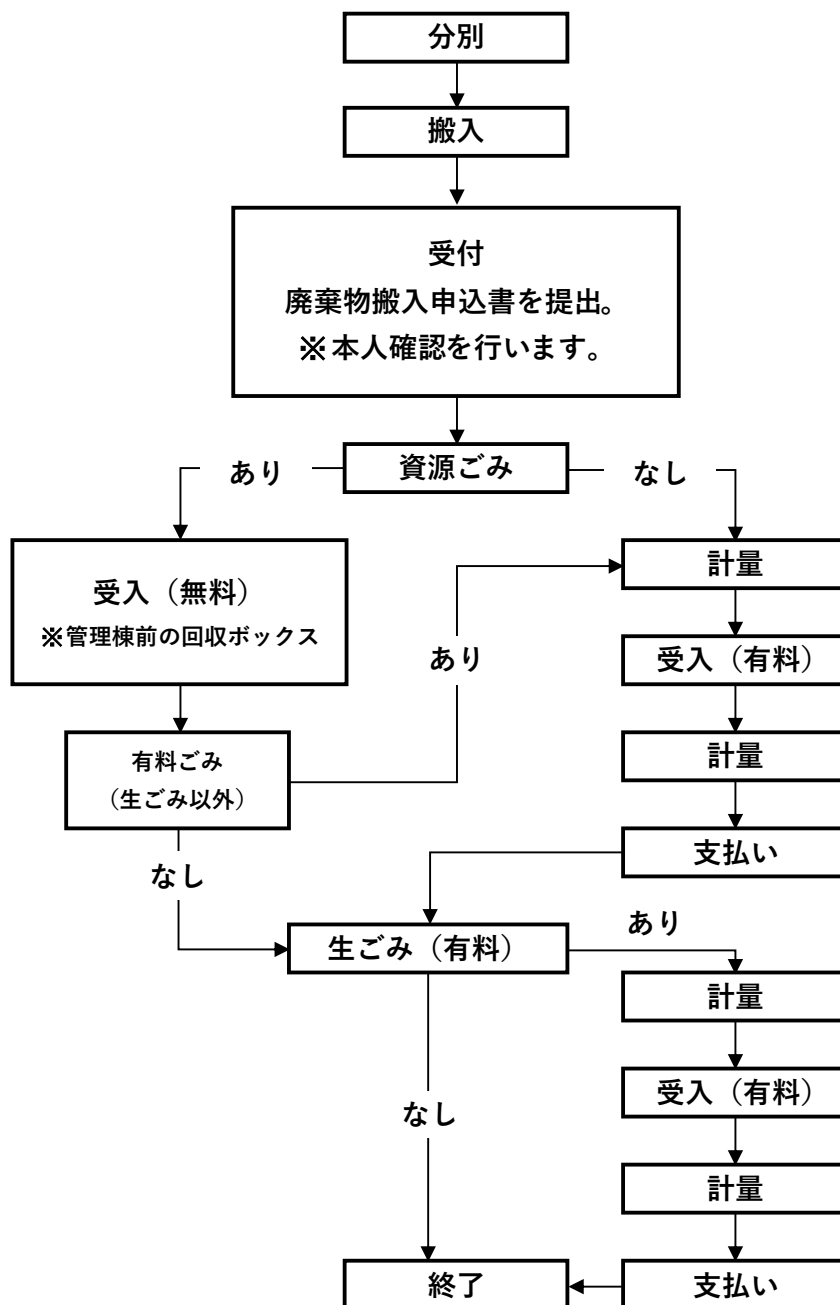 分別
搬入
受付
廃棄物搬入申込書を提出。
※本人確認を行います。
資源ごみ
あり
なし
受入（無料）
※管理棟前の回収ボックス
計量
あり
受入（有料）
有料ごみ
（生ごみ以外）
計量
なし
支払い
生ごみ（有料）
あり
計量
受入（有料）
なし
計量
終了
支払い